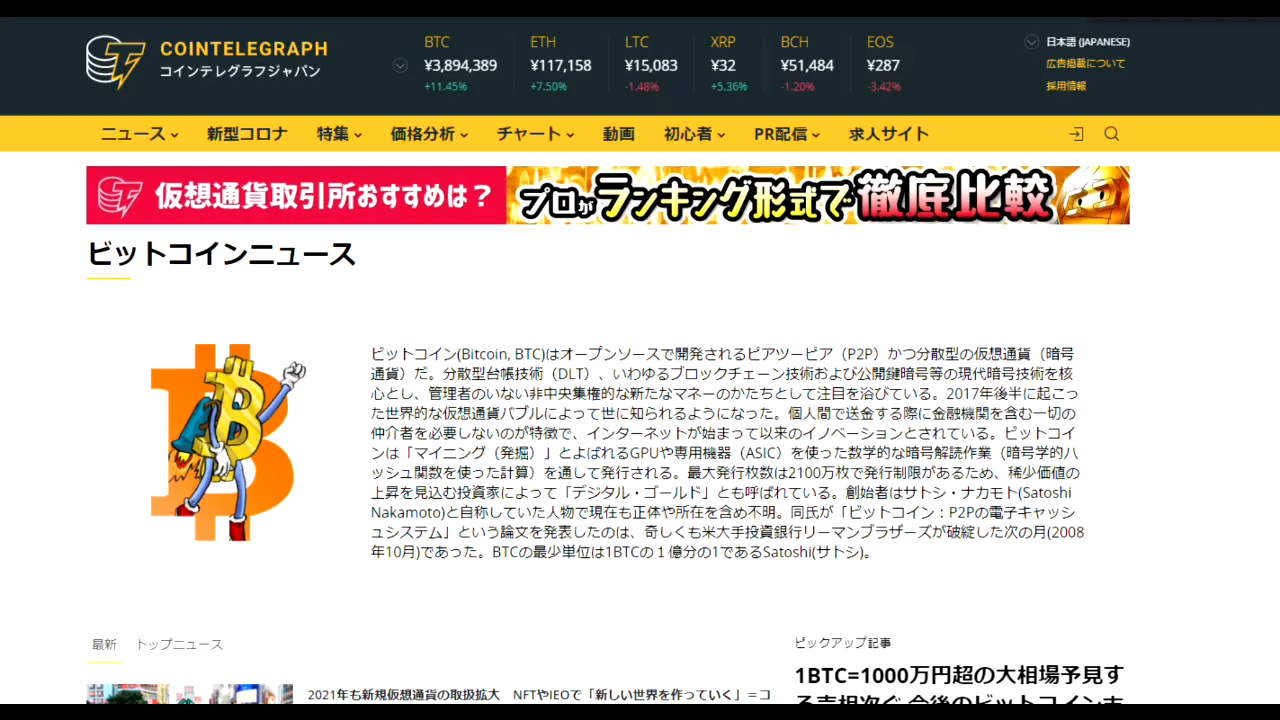 COINTELEGRAPH
コインテレグラフジャパン
BTC
¥3,894,389
+11.45%
ETH
¥117,158
+7.50%
LTC
¥15,083
-1.48%
XRP
¥32
+5.36%
BCH
¥51,484
-1.20%
EOS
¥287
-3.42%
日本語 (JAPANESE)
広告掲載について
採用情報
ニュース 新型コロナ 特集 価格分析 チャート 動画 初心者 PR配信 求人サイト
仮想通貨取引所おすすめは？ プロがランキング形式で徹底比較
ビットコインニュース
ビットコイン(Bitcoin, BTC)はオープンソースで開発されるピアツーピア（P2P）かつ分散型の仮想通貨（暗号
通貨）だ。分散型台帳技術（DLT）、いわゆるブロックチェーン技術および公開鍵暗号等の現代暗号技術を核
心とし、管理者のいない非中央集権的な新たなマネーのかたちとして注目を浴びている。2017年後半に起こっ
た世界的な仮想通貨バブルによって世に知られるようになった。個人間で送金する際に金融機関を含む一切の
仲介者を必要しないのが特徴で、インターネットが始まって以来のイノベーションとされている。ビットコイ
ンは「マイニング（発掘）」とよばれるGPUや専用機器（ASIC）を使った数学的な暗号解読作業（暗号学的ハ
ッシュ関数を使った計算）を通して発行される。最大発行枚数は2100万枚で発行制限があるため、稀少価値の
上昇を見込む投資家によって「デジタル・ゴールド」とも呼ばれている。創始者はサトシ・ナカモト(Satoshi
Nakamoto)と自称していた人物で現在も正体や所在を含め不明。同氏が「ビットコイン：P2Pの電子キャッシ
ュシステム」という論文を発表したのは、奇しくも米大手投資銀行リーマンブラザーズが破綻した次の月(2008
年10月)であった。BTCの最少単位は1BTCの１億分の1であるSatoshi(サトシ)。
最新 トップニュース
2021年も新規仮想通貨の取扱拡大 NFTやIEOで「新しい世界を作っていく」＝コ
ピックアップ記事
1BTC=1000万円超の大相場予見す